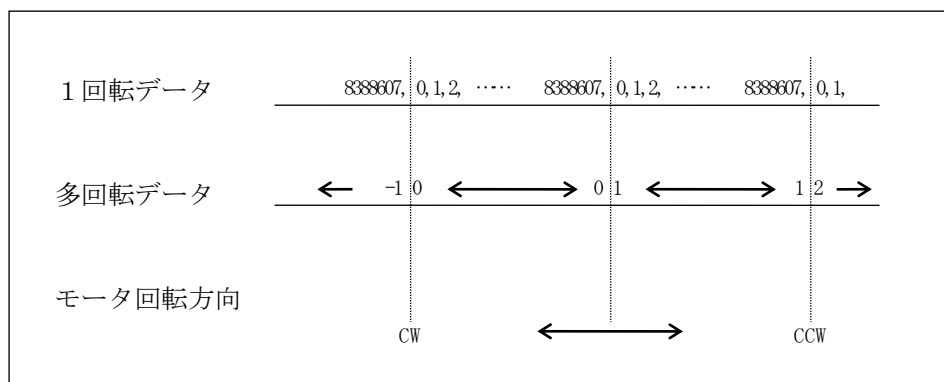 １回転データ 8388607, 0,1,2, ‥‥‥ 8388607, 0,1,2, ‥‥‥ 8388607, 0,1,
多回転データ -1 0 0 1 1 2
モータ回転方向
CW CCW